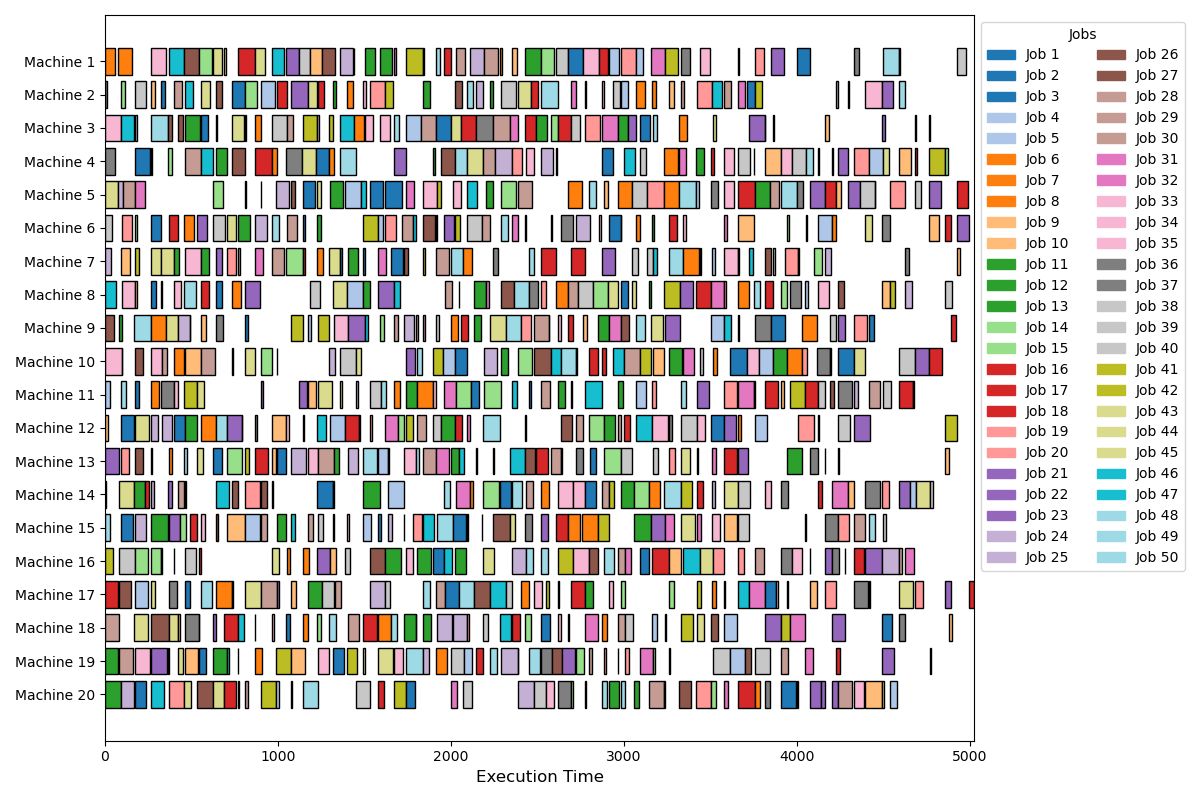 Machine 1
Machine 2
Machine 3
Machine 4
Machine 5
Machine 6
Machine 7
Machine 8
Machine 9
Machine 10
Machine 11
Machine 12
Machine 13
Machine 14
Machine 15
Machine 16
Machine 17
Machine 18
Machine 19
Machine 20
0 1000 2000 3000 4000 5000
Execution Time
Jobs
Job 1
Job 2
Job 3
Job 4
Job 5
Job 6
Job 7
Job 8
Job 9
Job 10
Job 11
Job 12
Job 13
Job 14
Job 15
Job 16
Job 17
Job 18
Job 19
Job 20
Job 21
Job 22
Job 23
Job 24
Job 25
Job 26
Job 27
Job 28
Job 29
Job 30
Job 31
Job 32
Job 33
Job 34
Job 35
Job 36
Job 37
Job 38
Job 39
Job 40
Job 41
Job 42
Job 43
Job 44
Job 45
Job 46
Job 47
Job 48
Job 49
Job 50